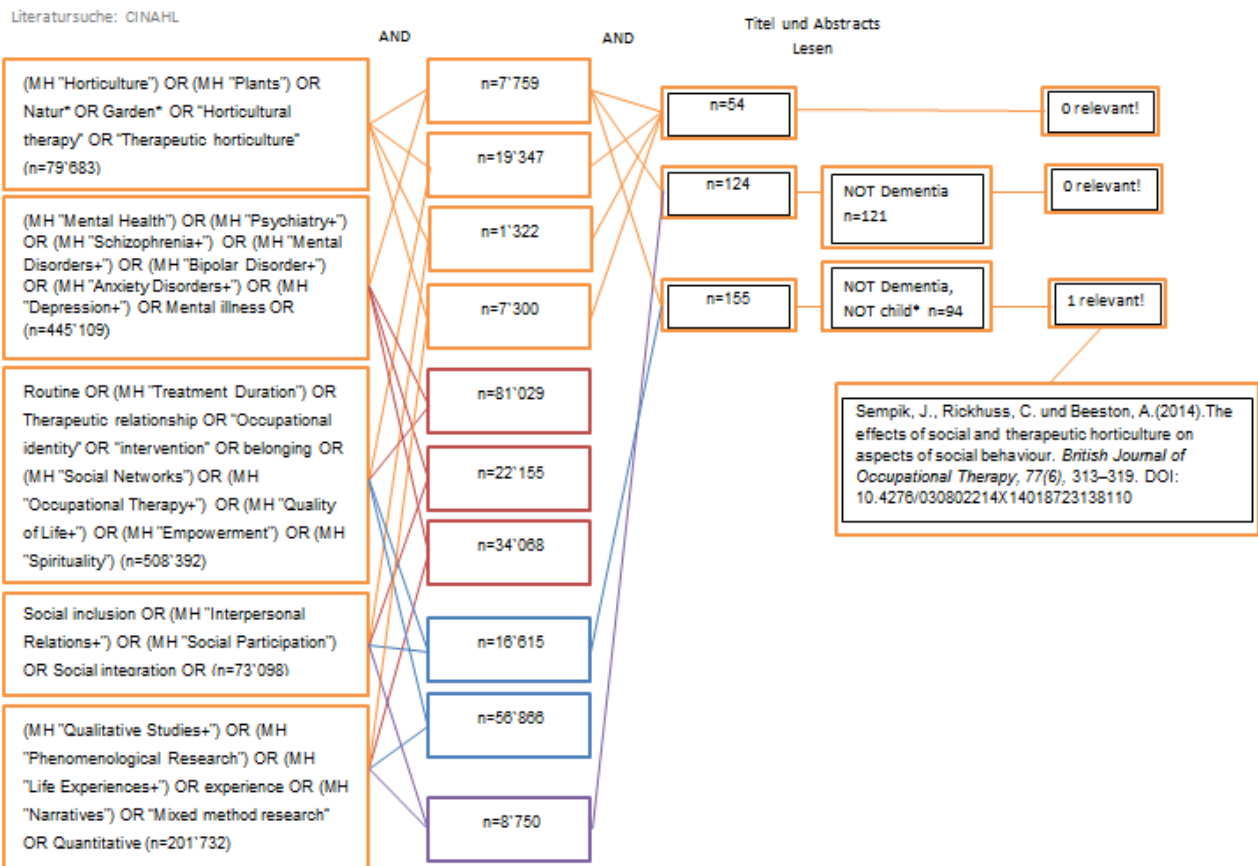 Literatursuche: CINAHL
AND
AND
Titel und Abstracts
Lesen
(MH "Horticulture") OR (MH "Plants") OR
Natur* OR Garden* OR "Horticultural
therapy" OR "Therapeutic horticulture"
(n=79`683)
(MH "Mental Health") OR (MH "Psychiatry+")
OR (MH "Schizophrenia+") OR (MH "Mental
Disorders+") OR (MH "Bipolar Disorder+")
OR (MH "Anxiety Disorders+") OR (MH
"Depression+") OR Mental illness OR
(n=445`109)
Routine OR (MH "Treatment Duration") OR
Therapeutic relationship OR "Occupational
identity" OR "intervention" OR belonging OR
(MH "Social Networks") OR (MH
"Occupational Therapy+") OR (MH "Quality
of Life+") OR (MH "Empowerment") OR (MH
"Spirituality") (n=508`392)
Social inclusion OR (MH "Interpersonal
Relations+") OR (MH "Social Participation")
OR Social integration OR (n=73`098)
(MH "Qualitative Studies+") OR (MH
"Phenomenological Research") OR (MH
"Life Experiences+") OR experience OR (MH
"Narratives") OR "Mixed method research"
OR Quantitative (n=201`732)
n=7`759
n=19`347
n=1`322
n=7`300
n=81`029
n=22`155
n=34`068
n=16`615
n=56`866
n=8`750
n=54
0 relevant!
n=124
NOT Dementia
n=121
0 relevant!
n=155
NOT Dementia,
NOT child* n=94
1 relevant!
Sempik, J., Rickhuss, C. und Beeston, A.(2014).The
effects of social and therapeutic horticulture on
aspects of social behaviour. British Journal of
Occupational Therapy, 77(6), 313–319. DOI:
10.4276/030802214X14018723138110